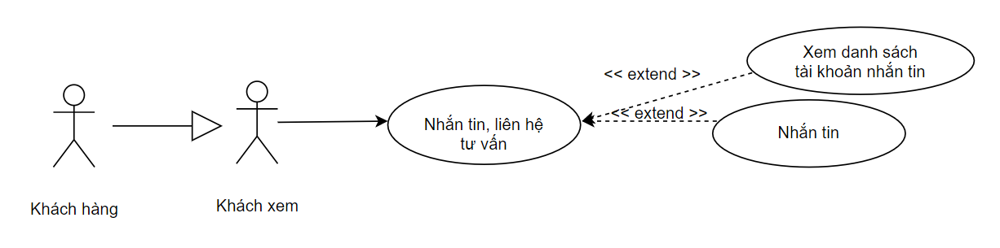 Xem danh sách
tài khoản nhắn tin
<< extend >>
<< extend >>
Nhắn tin, liên hệ
tư vấn
Nhắn tin
Khách hàng
Khách xem